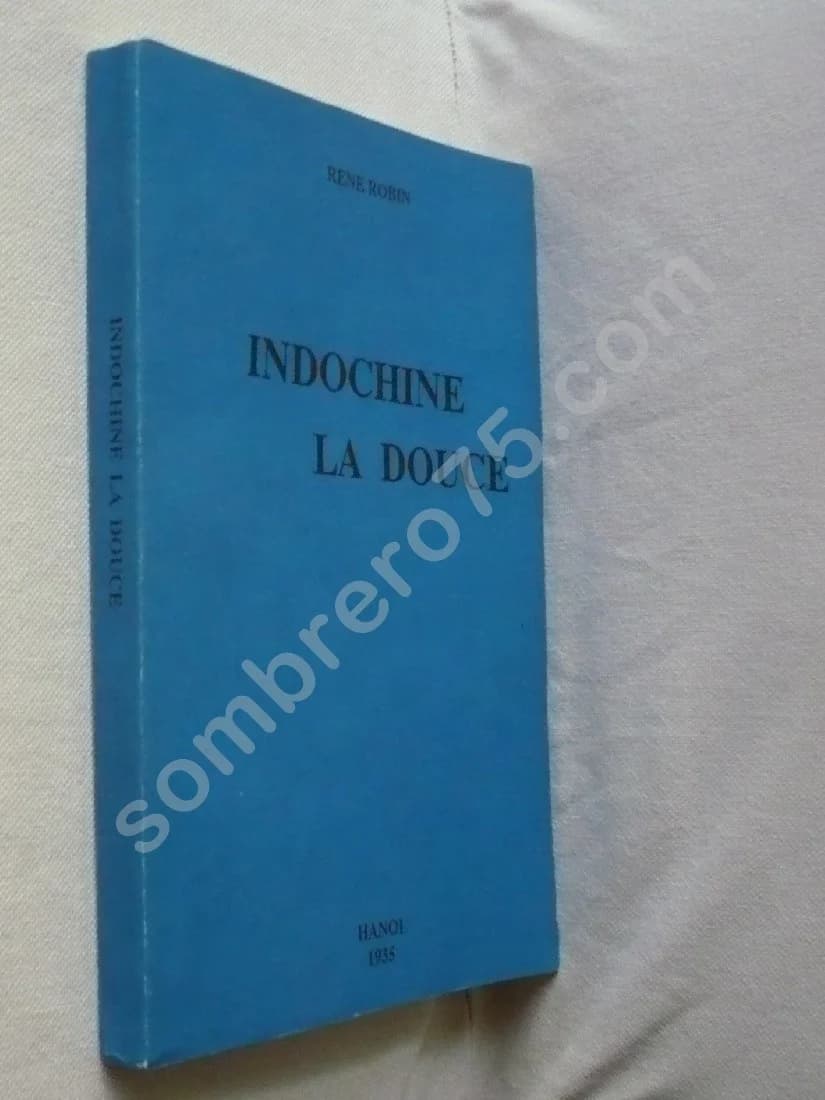 RENE ROBIN
INDOCHINE
LA DOUCE
HANOI
1935
INDOCHINE LA DOUCE
sombrero75.com